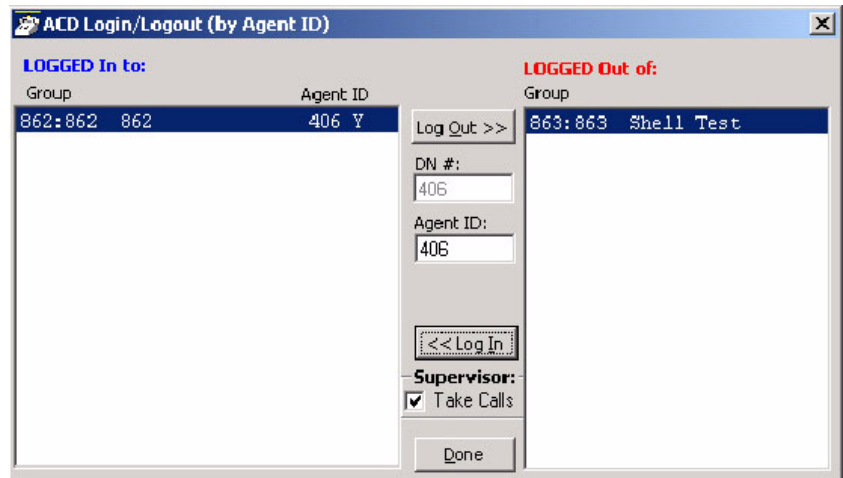 ACD Login/Logout (by Agent ID)
LOGGED In to:
Group Agent ID
862:862 862 406 Y
Log Out >>
DN #:
406
Agent ID:
406
<< Log In
Supervisor:
Take Calls
Done
LOGGED Out of:
Group
863:863 Shell Test